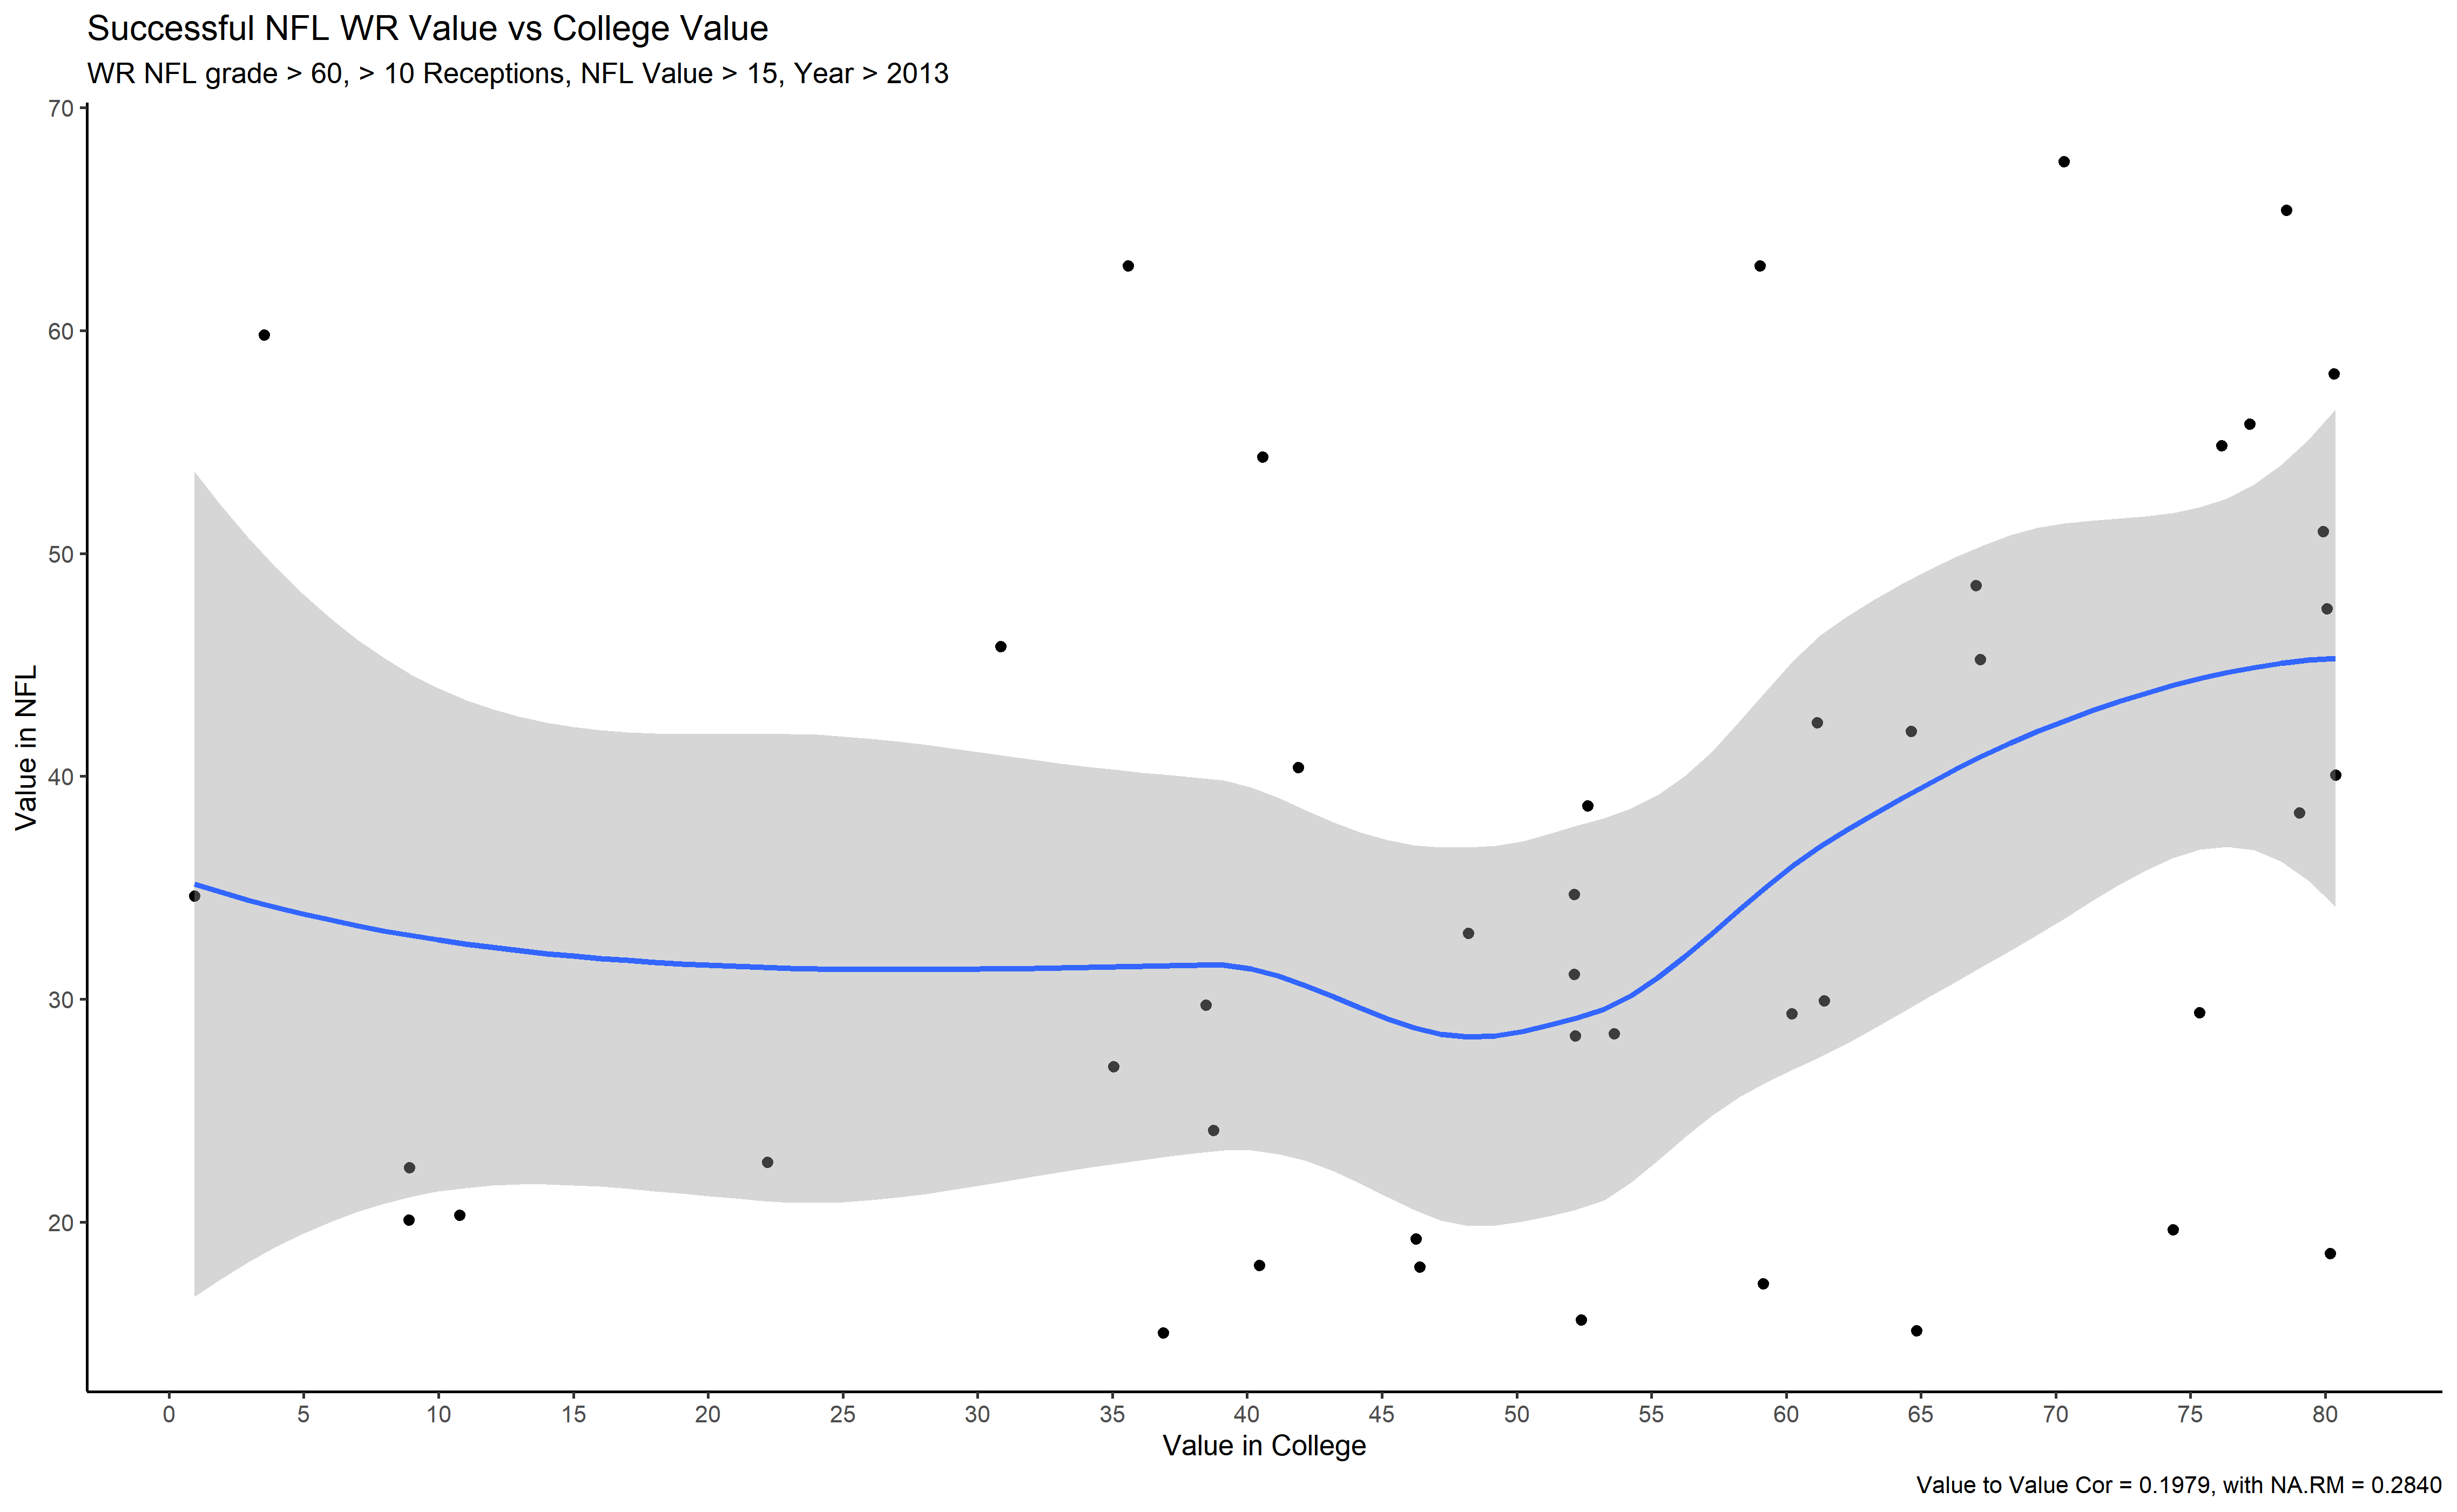 Successful NFL WR Value vs College Value
WR NFL grade > 60, > 10 Receptions, NFL Value > 15, Year > 2013
70
60
50
40
30
20
Value in NFL
0 5 10 15 20 25 30 35 40 45 50 55 60 65 70 75 80
Value in College
Value to Value Cor = 0.1979, with NA.RM = 0.2840